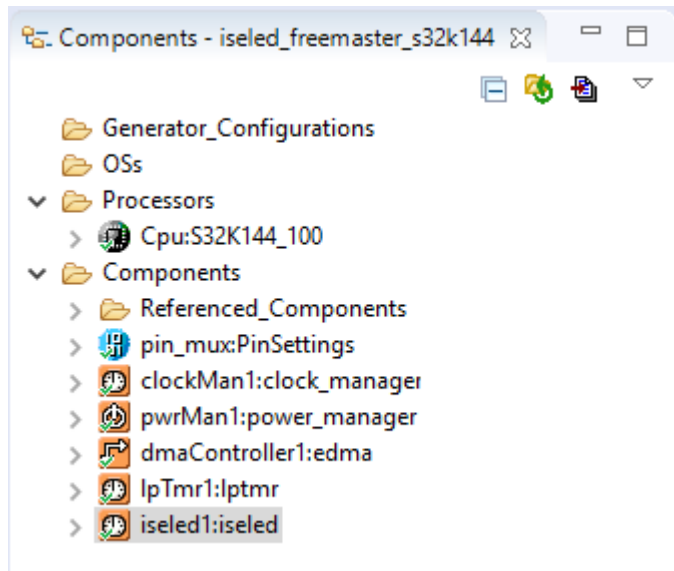 Components - iseled_freemaster_s32k144
Generator_Configurations
OSs
Processors
Cpu:S32K144_100
Components
Referenced_Components
pin_mux:PinSettings
clockMan1:clock_manager
pwrMan1:power_manager
dmaController1:edma
lpTmr1:lptmr
iseled1:iseled